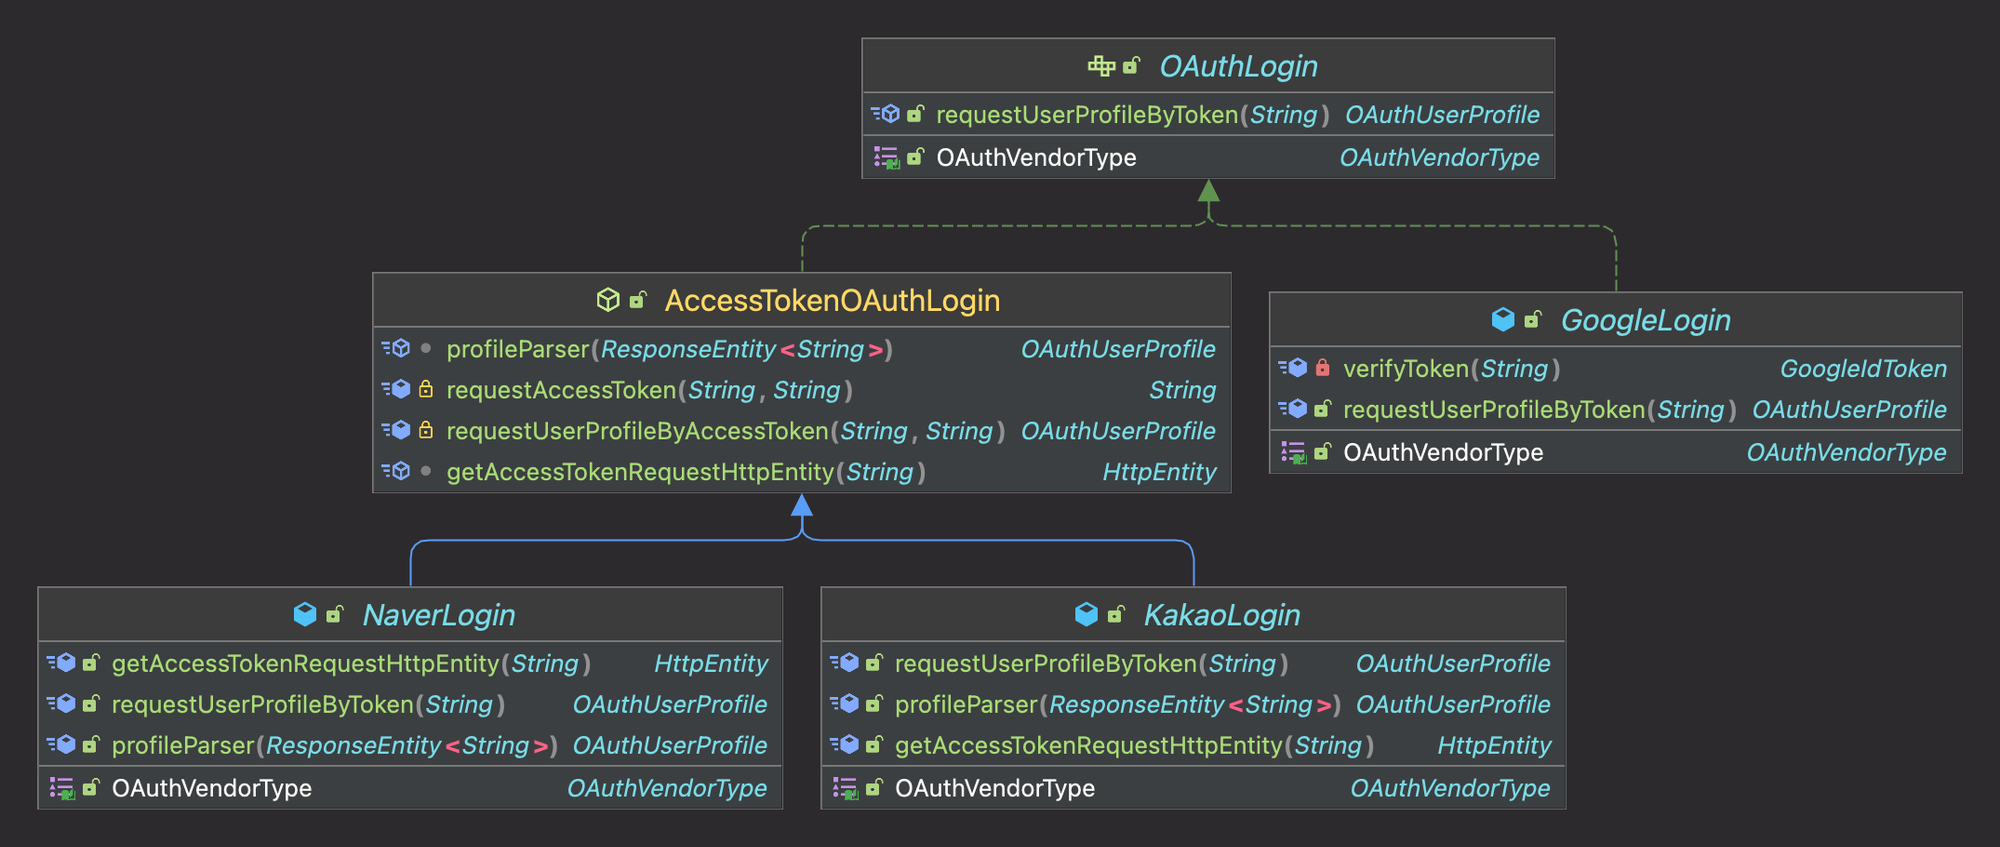 OAuthLogin
requestUserProfileByToken(String) OAuthUserProfile
OAuthVendorType OAuthVendorType
AccessTokenOAuthLogin
profileParser(ResponseEntity<String>) OAuthUserProfile
requestAccessToken(String, String) String
requestUserProfileByAccessToken(String, String) OAuthUserProfile
getAccessTokenRequestHttpEntity(String) HttpEntity
GoogleLogin
verifyToken(String) GoogleIdToken
requestUserProfileByToken(String) OAuthUserProfile
OAuthVendorType OAuthVendorType
NaverLogin
getAccessTokenRequestHttpEntity(String) HttpEntity
requestUserProfileByToken(String) OAuthUserProfile
profileParser(ResponseEntity<String>) OAuthUserProfile
OAuthVendorType OAuthVendorType
KakaoLogin
requestUserProfileByToken(String) OAuthUserProfile
profileParser(ResponseEntity<String>) OAuthUserProfile
getAccessTokenRequestHttpEntity(String) HttpEntity
OAuthVendorType OAuthVendorType